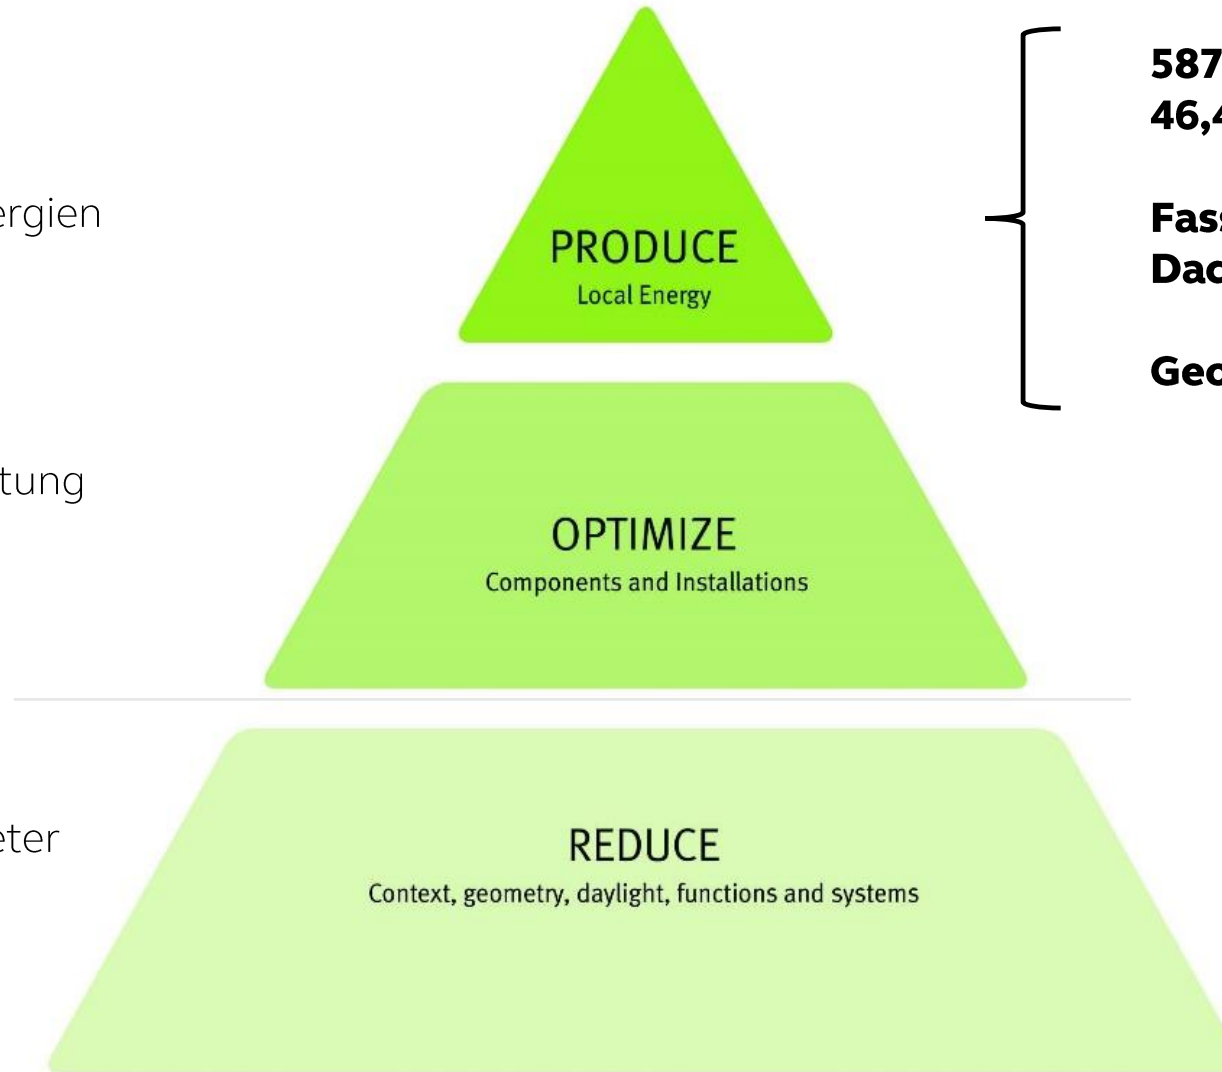 587
46,4
ergien
Fass
Dac
PRODUCE
Local Energy
Geo
tung
OPTIMIZE
Components and Installations
eter
REDUCE
Context, geometry, daylight, functions and systems